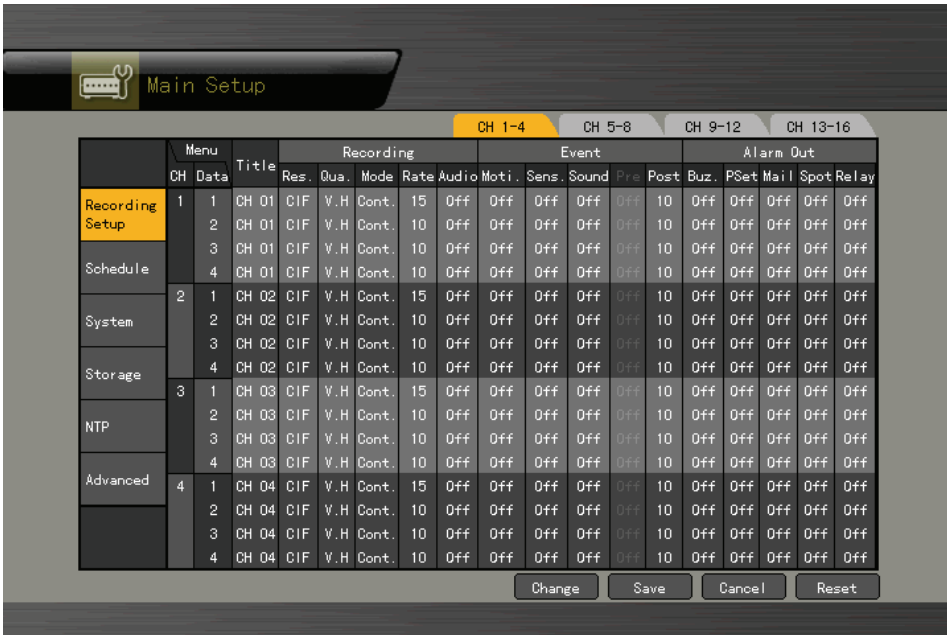 Main Setup
CH 1-4 CH 5-8 CH 9-12 CH 13-16
Menu Title Recording Event Alarm Out
CH Data Res. Qua. Mode Rate Audio Moti. Sens. Sound Pre Post Buz. PSet Mail Spot Relay
Recording Setup
Schedule
System
Storage
NTP
Advanced
1 1 CH 01 CIF V.H Cont. 15 Off Off Off Off Off 10 Off Off Off Off Off
2 CH 01 CIF V.H Cont. 10 Off Off Off Off Off 10 Off Off Off Off Off
3 CH 01 CIF V.H Cont. 10 Off Off Off Off Off 10 Off Off Off Off Off
4 CH 01 CIF V.H Cont. 10 Off Off Off Off Off 10 Off Off Off Off Off
2 1 CH 02 CIF V.H Cont. 15 Off Off Off Off Off 10 Off Off Off Off Off
2 CH 02 CIF V.H Cont. 10 Off Off Off Off Off 10 Off Off Off Off Off
3 CH 02 CIF V.H Cont. 10 Off Off Off Off Off 10 Off Off Off Off Off
4 CH 02 CIF V.H Cont. 10 Off Off Off Off Off 10 Off Off Off Off Off
3 1 CH 03 CIF V.H Cont. 15 Off Off Off Off Off 10 Off Off Off Off Off
2 CH 03 CIF V.H Cont. 10 Off Off Off Off Off 10 Off Off Off Off Off
3 CH 03 CIF V.H Cont. 10 Off Off Off Off Off 10 Off Off Off Off Off
4 CH 03 CIF V.H Cont. 10 Off Off Off Off Off 10 Off Off Off Off Off
4 1 CH 04 CIF V.H Cont. 15 Off Off Off Off Off 10 Off Off Off Off Off
2 CH 04 CIF V.H Cont. 10 Off Off Off Off Off 10 Off Off Off Off Off
3 CH 04 CIF V.H Cont. 10 Off Off Off Off Off 10 Off Off Off Off Off
4 CH 04 CIF V.H Cont. 10 Off Off Off Off Off 10 Off Off Off Off Off
Change Save Cancel Reset